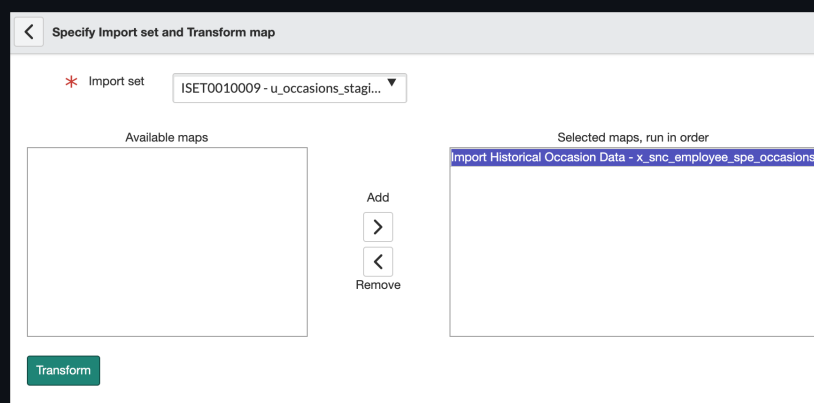 Specify Import set and Transform map
Import set
ISET0010009 - u_occasions_stagi...
Available maps
Selected maps, run in order
Import Historical Occasion Data - x_snc_employee_spe_occasions
Add
Remove
Transform